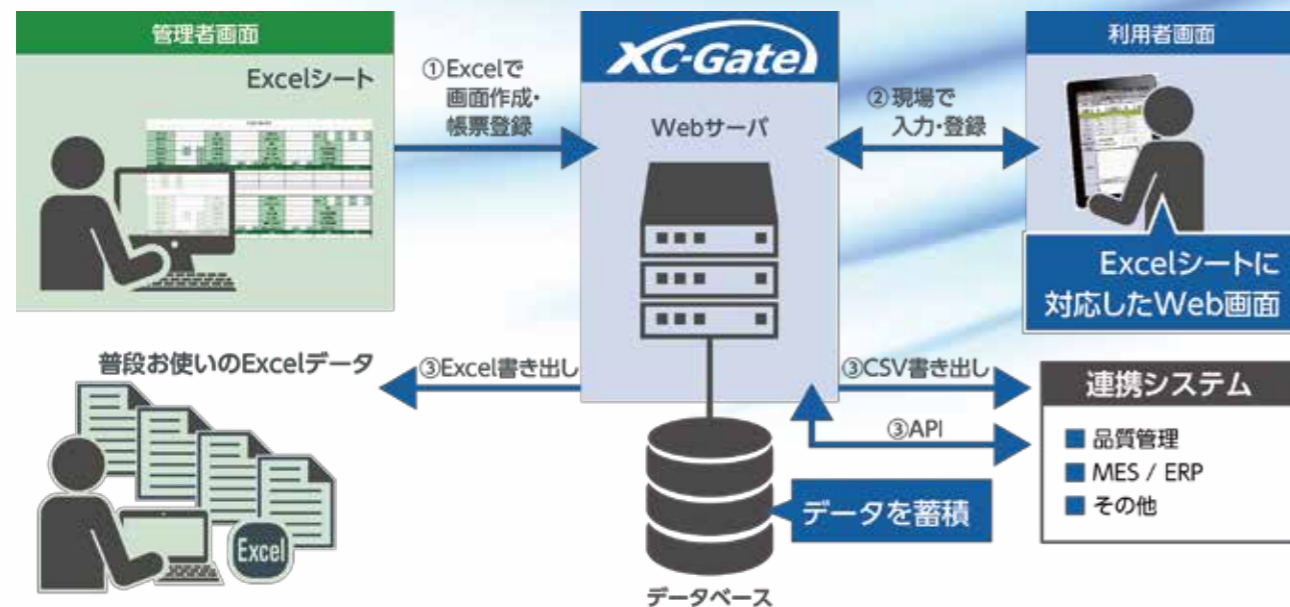 管理者画面
Excelシート
①Excelで
画面作成・
帳票登録
XC-Gate
Webサーバ
②現場で
入力・登録
利用者画面
Excelシートに
対応したWeb画面
普段お使いのExcelデータ
Excel
③Excel書き出し
③CSV書き出し
③API
連携システム
品質管理
MES / ERP
その他
データを蓄積
データベース